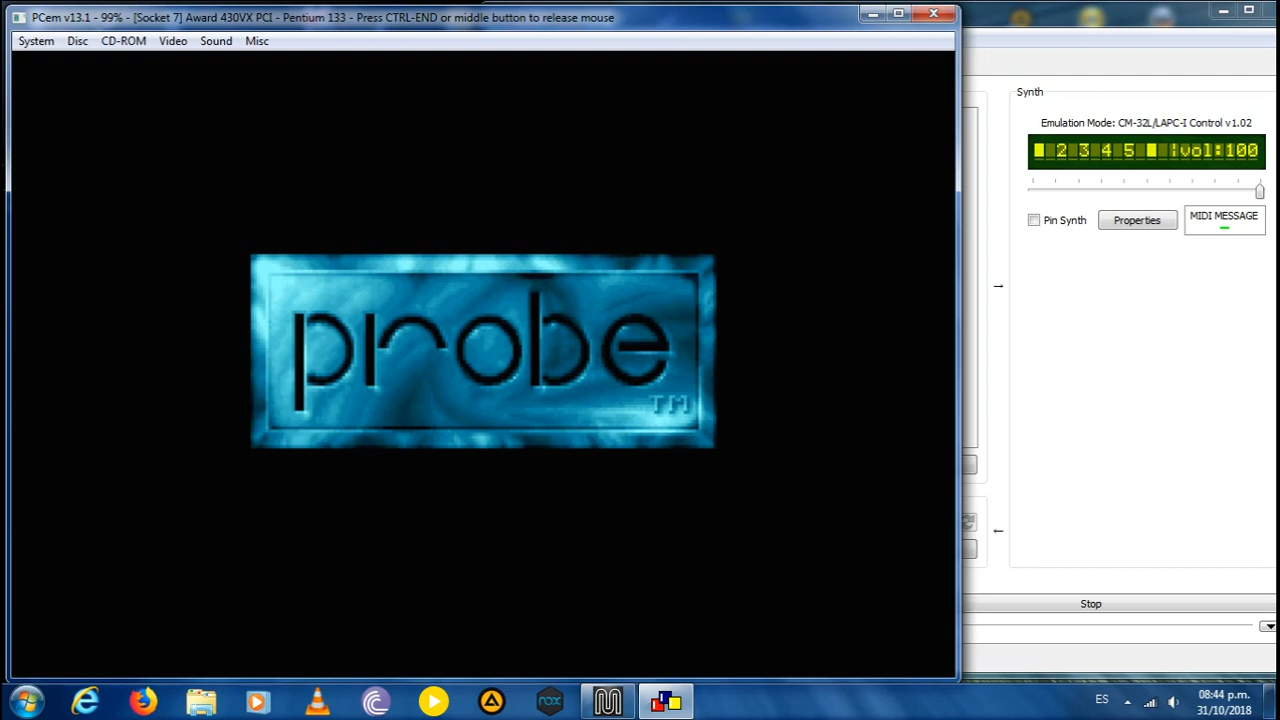 PCem v13.1 - 99% - [Socket 7] Award 430VX PCI - Pentium 133 - Press CTRL-END or middle button to release mouse
System Disc CD-ROM Video Sound Misc
probe
TM
Synth
Emulation Mode: CM-32L/LAPC-I Control v1.02
1 2 3 4 5 |vol:100
Pin Synth
Properties
MIDI MESSAGE
→
←
Stop
nox
ES
08:44 p.m.
31/10/2018